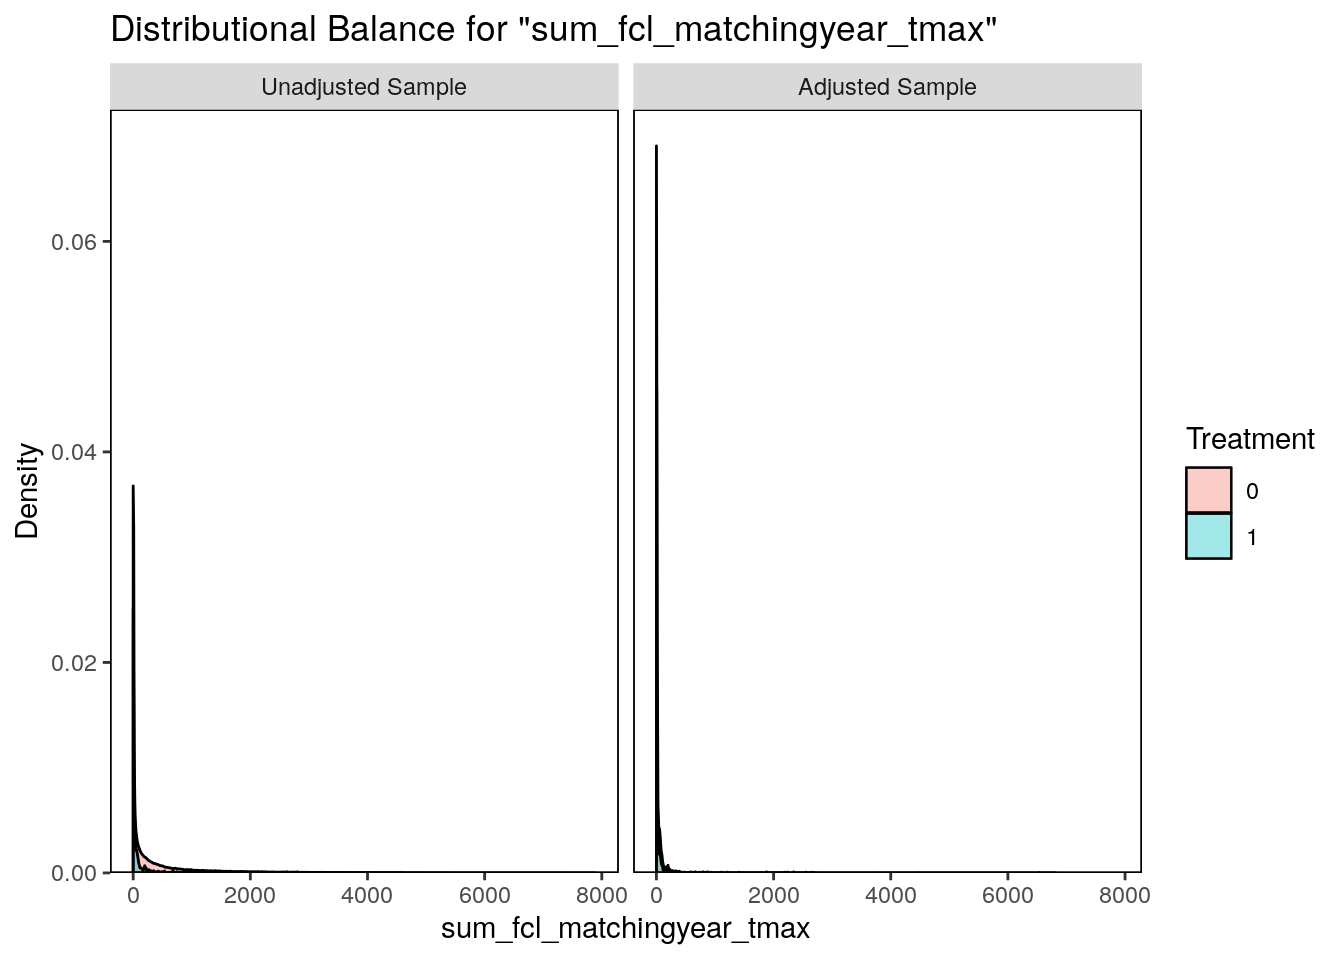 Distributional Balance for "sum_fcl_matchingyear_tmax"
Unadjusted Sample
Adjusted Sample
0.06
0.04
0.02
0.00
Density
0 2000 4000 6000 8000
0 2000 4000 6000 8000
sum_fcl_matchingyear_tmax
Treatment
0
1